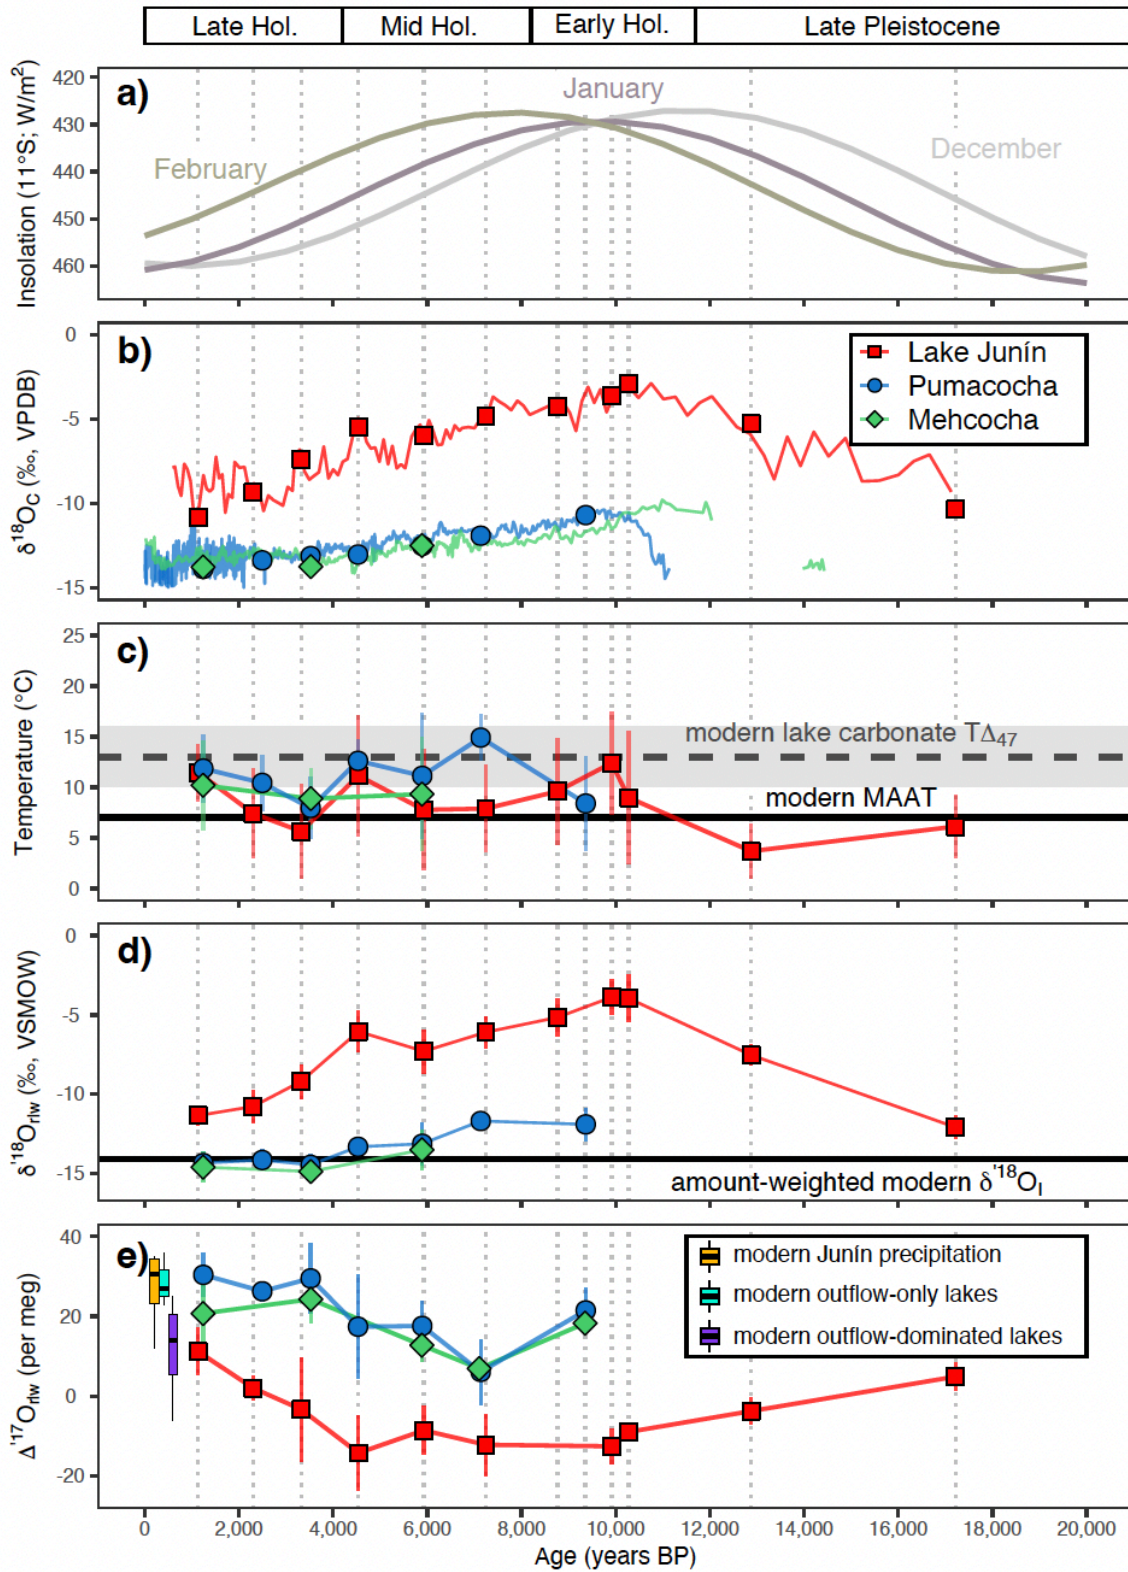 Late Hol. Mid Hol. Early Hol. Late Pleistocene
a)
Insolation (11°S; W/m²)
420
430
440
450
460
January
February
December
b)
δ¹⁸O_C (‰, VPDB)
0
-5
-10
-15
Lake Junín
Pumacocha
Mehcocha
c)
Temperature (°C)
25
20
15
10
5
0
modern lake carbonate TΔ₄₇
modern MAAT
d)
δ'¹⁸O_rlw (‰, VSMOW)
0
-5
-10
-15
amount-weighted modern δ'¹⁸O_I
e)
Δ'¹⁷O_rlw (per meg)
40
20
0
-20
modern Junín precipitation
modern outflow-only lakes
modern outflow-dominated lakes
0 2,000 4,000 6,000 8,000 10,000 12,000 14,000 16,000 18,000 20,000
Age (years BP)